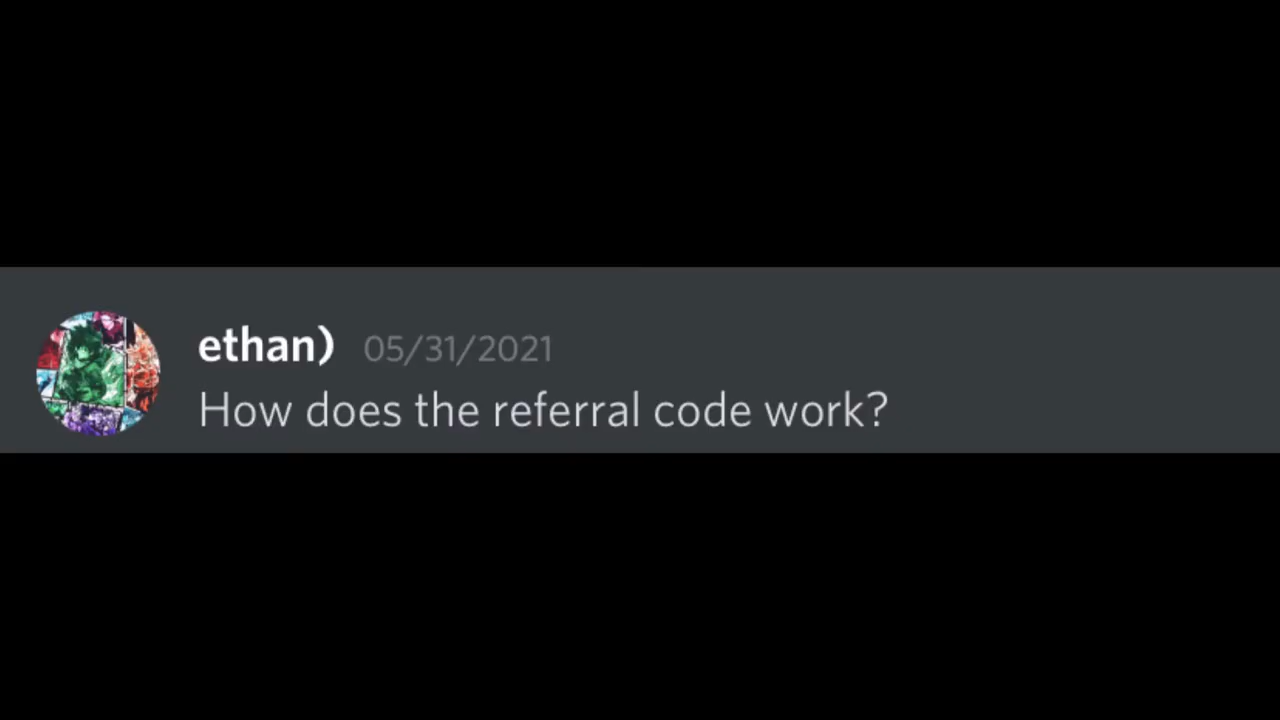 ethan) 05/31/2021
How does the referral code work?